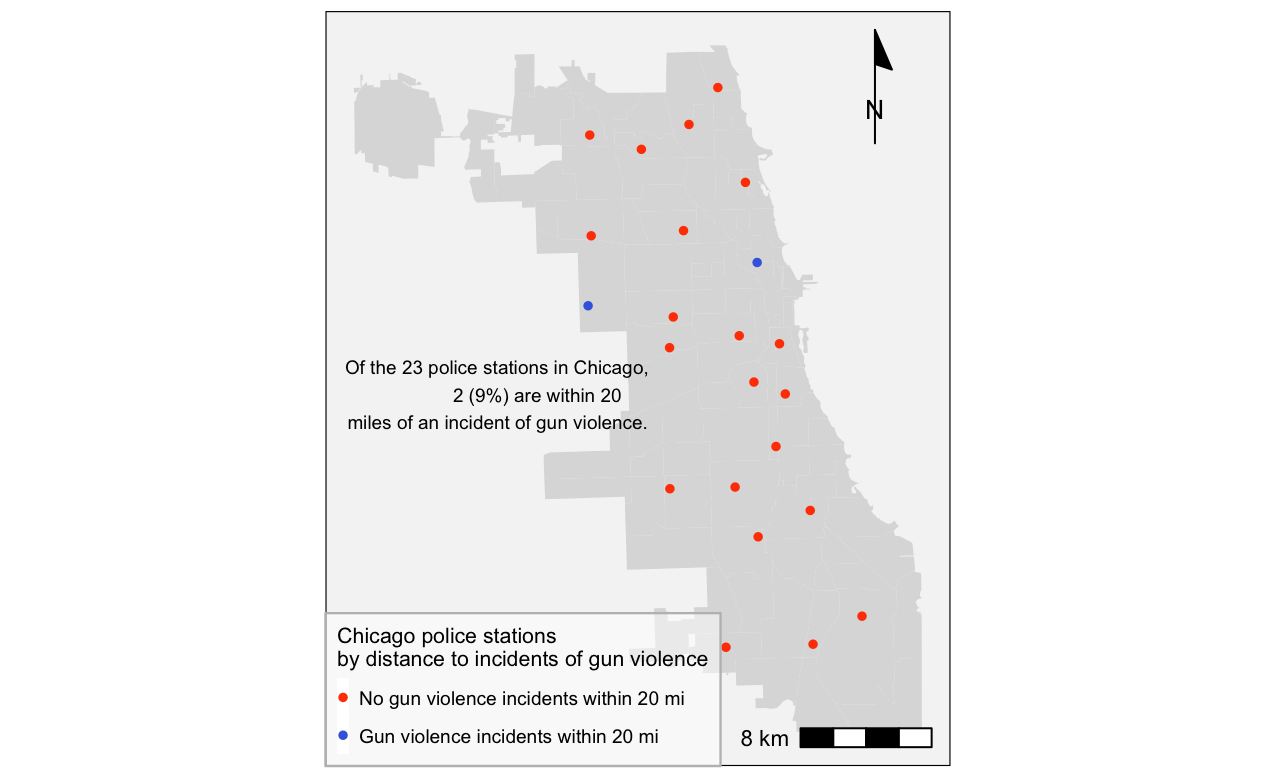 N
Of the 23 police stations in Chicago,
2 (9%) are within 20
miles of an incident of gun violence.
Chicago police stations
by distance to incidents of gun violence
No gun violence incidents within 20 mi
Gun violence incidents within 20 mi
8 km